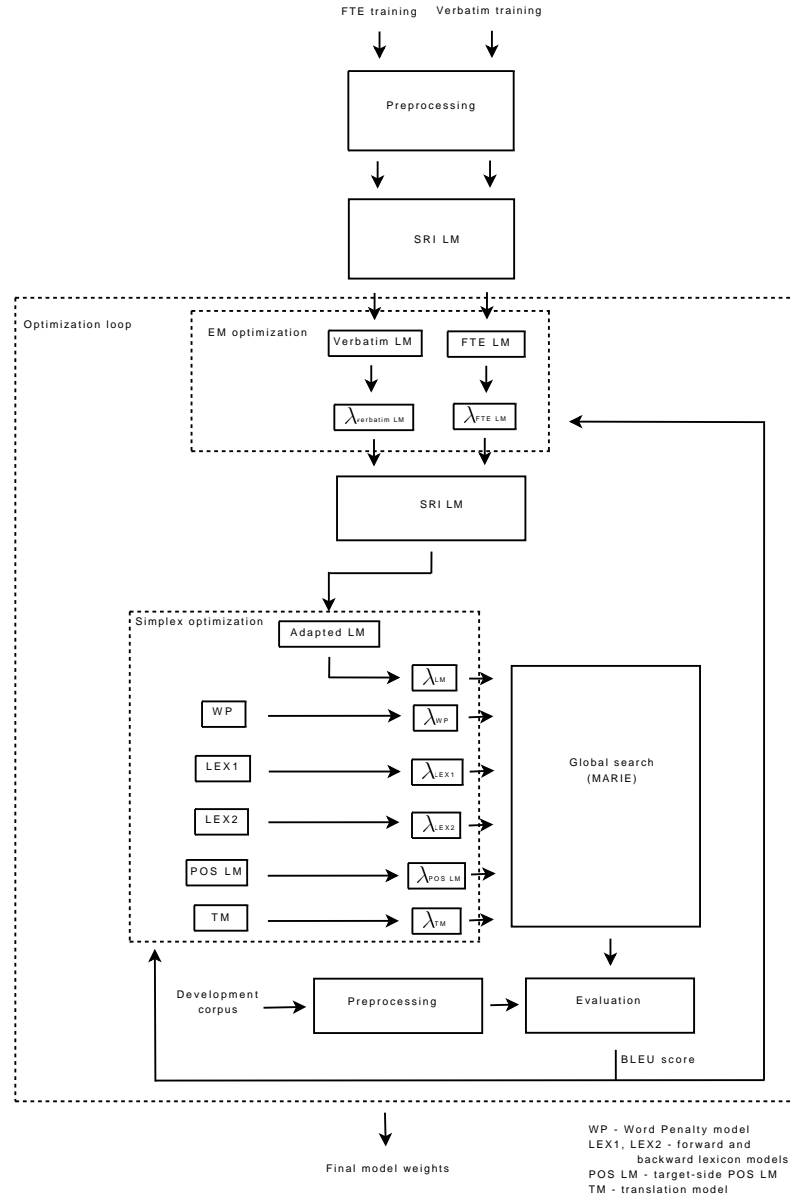 FTE training Verbatim training
Preprocessing
SRI LM
Optimization loop
EM optimization
Verbatim LM
FTE LM
λverbatim LM
λFTE LM
SRI LM
Simplex optimization
Adapted LM
λLM
WP
λWP
LEX1
λLEX1
LEX2
λLEX2
POS LM
λPOS LM
TM
λTM
Global search
(MARIE)
Development
corpus
Preprocessing
Evaluation
BLEU score
Final model weights
WP - Word Penalty model
LEX1, LEX2 - forward and
backward lexicon models
POS LM - target-side POS LM
TM - translation model